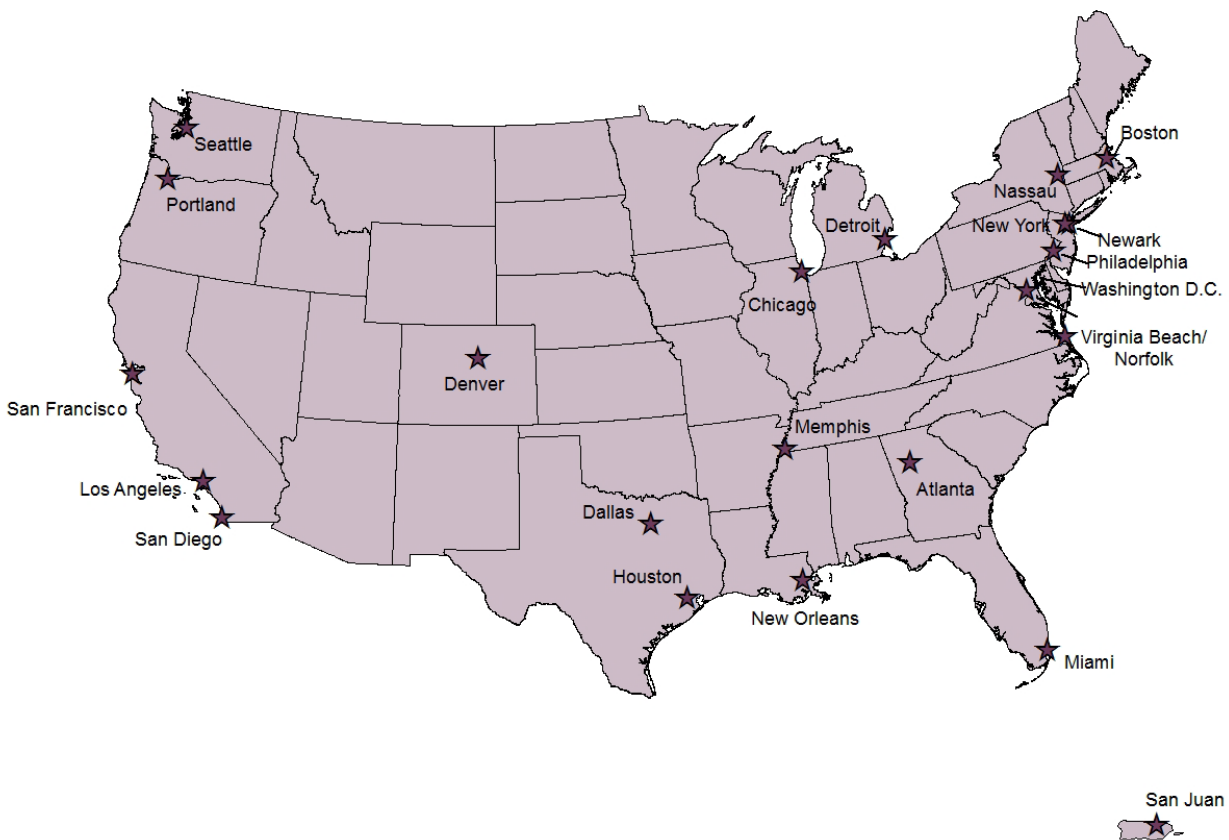 Boston
Seattle
Nassau
Portland
Detroit
New York
Newark
Philadelphia
Washington D.C.
Chicago
Virginia Beach/
Norfolk
Denver
San Francisco
Memphis
Los Angeles
Atlanta
Dallas
San Diego
Houston
New Orleans
Miami
San Juan